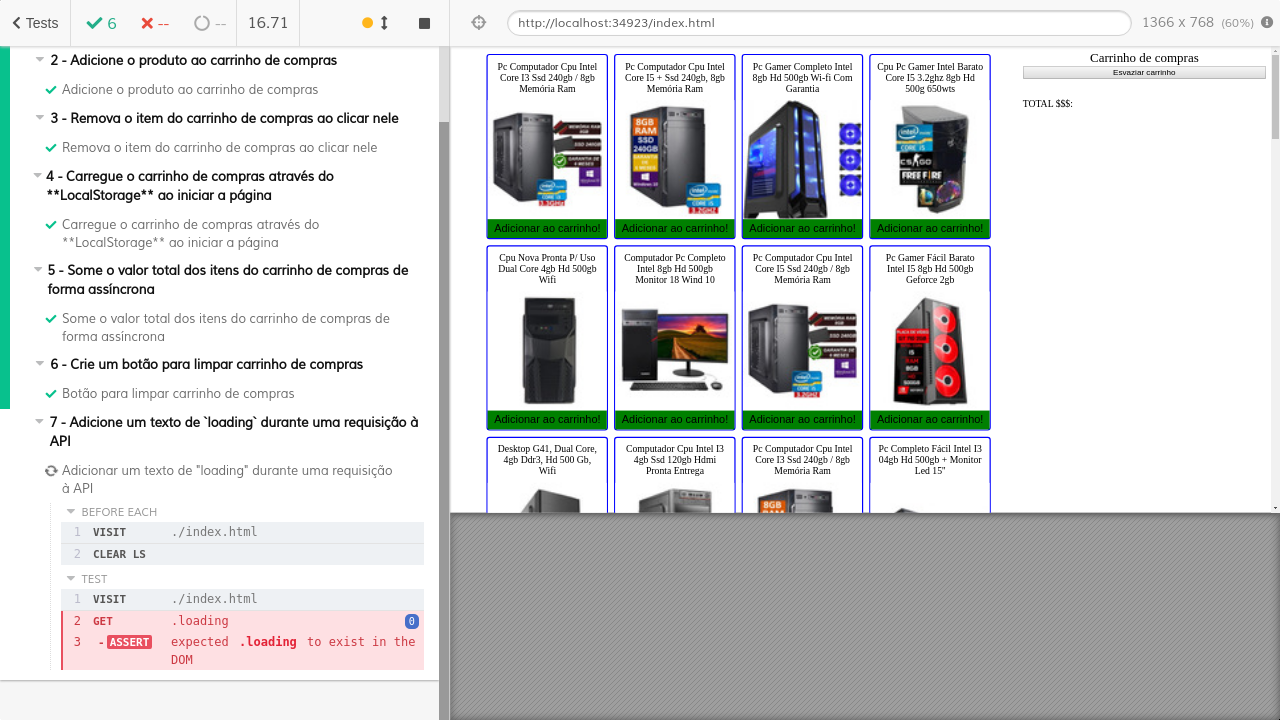 Tests
6
--
--
16.71
http://localhost:34923/index.html
1366 x 768 (60%)
2 - Adicione o produto ao carrinho de compras
Adicione o produto ao carrinho de compras
3 - Remova o item do carrinho de compras ao clicar nele
Remova o item do carrinho de compras ao clicar nele
4 - Carregue o carrinho de compras através do
**LocalStorage** ao iniciar a página
Carregue o carrinho de compras através do
**LocalStorage** ao iniciar a página
5 - Some o valor total dos itens do carrinho de compras de
forma assíncrona
Some o valor total dos itens do carrinho de compras de
forma assíncrona
6 - Crie um botão para limpar carrinho de compras
Botão para limpar carrinho de compras
7 - Adicione um texto de `loading` durante uma requisição à
API
Adicionar um texto de "loading" durante uma requisição
à API
BEFORE EACH
1 VISIT ./index.html
2 CLEAR LS
TEST
1 VISIT ./index.html
2 GET .loading 0
3 -ASSERT expected .loading to exist in the
DOM
Pc Computador Cpu Intel
Core I3 Ssd 240gb / 8gb
Memória Ram
Adicionar ao carrinho!
Pc Computador Cpu Intel
Core I5 + Ssd 240gb, 8gb
Memória Ram
8GB
RAM
SSD
240GB
Adicionar ao carrinho!
Pc Gamer Completo Intel
8gb Hd 500gb Wi-fi Com
Garantia
Adicionar ao carrinho!
Cpu Pc Gamer Intel Barato
Core I5 3.2ghz 8gb Hd
500g 650wts
intel
CORE i5
CS:GO
FREE FIRE
Adicionar ao carrinho!
Cpu Nova Pronta P/ Uso
Dual Core 4gb Hd 500gb
Wifi
Adicionar ao carrinho!
Computador Pc Completo
Intel 8gb Hd 500gb
Monitor 18 Wind 10
Adicionar ao carrinho!
Pc Computador Cpu Intel
Core I5 Ssd 240gb / 8gb
Memória Ram
Adicionar ao carrinho!
Pc Gamer Fácil Barato
Intel I5 8gb Hd 500gb
Geforce 2gb
Adicionar ao carrinho!
Desktop G41, Dual Core,
4gb Ddr3, Hd 500 Gb,
Wifi
Computador Cpu Intel I3
4gb Ssd 120gb Hdmi
Pronta Entrega
Pc Computador Cpu Intel
Core I3 Ssd 240gb / 8gb
Memória Ram
8GB
RAM
Pc Completo Fácil Intel I3
04gb Hd 500gb + Monitor
Led 15"
Carrinho de compras
Esvaziar carrinho
TOTAL $$$: